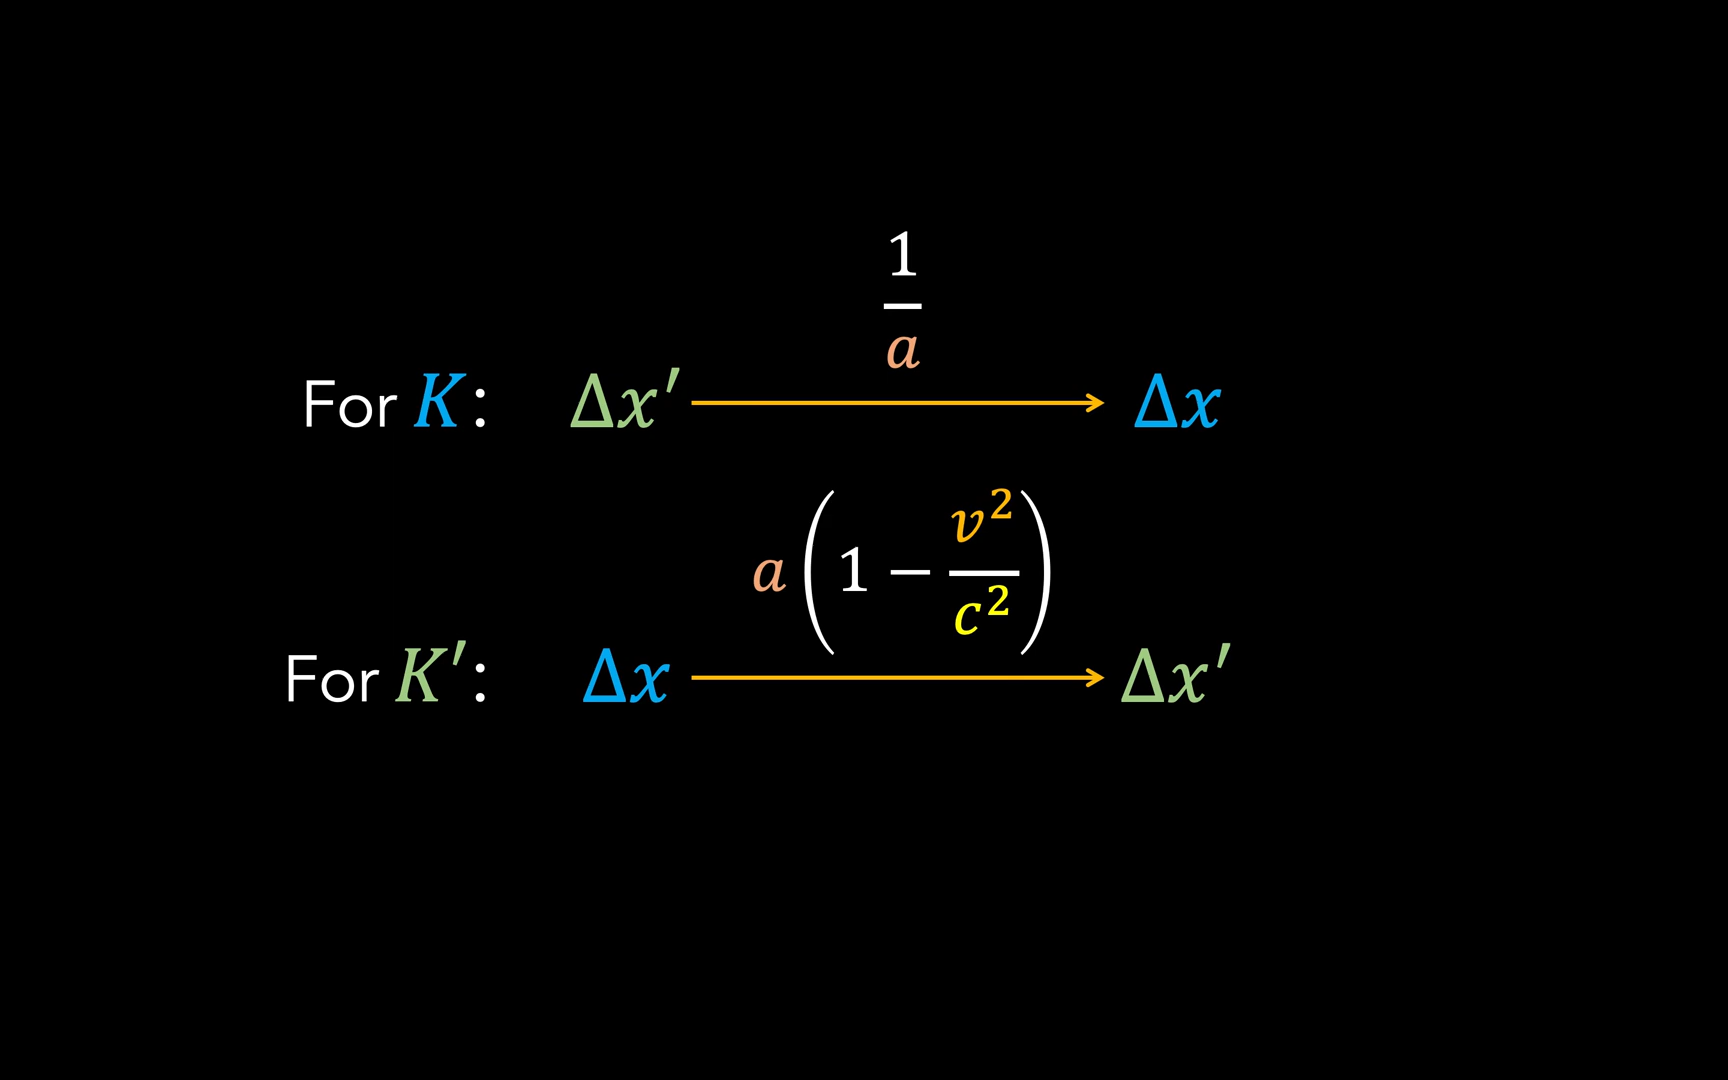 1/a
For K: Δx′ → Δx
a(1 − v²/c²)
For K′: Δx → Δx′